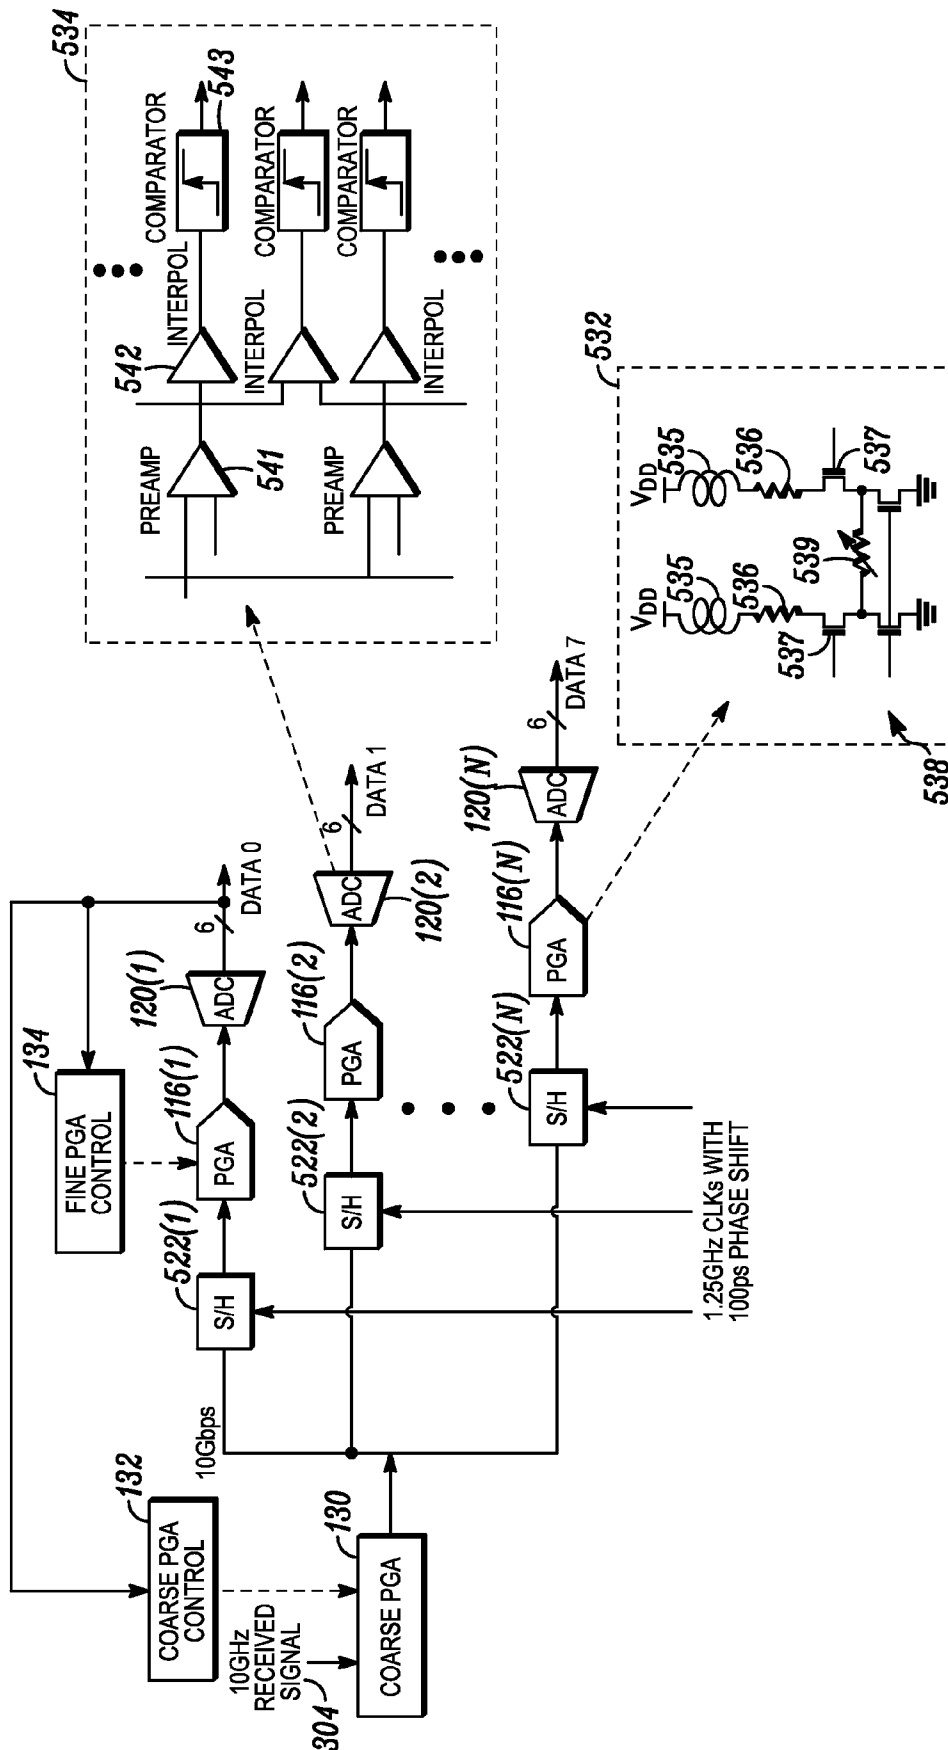 10GHz
RECEIVED
SIGNAL
304
COARSE PGA
130
COARSE PGA
CONTROL
132
10Gbps
S/H
522(1)
PGA
116(1)
FINE PGA
CONTROL
134
ADC
120(1)
6
DATA 0
S/H
522(2)
PGA
116(2)
ADC
120(2)
6
DATA 1
S/H
522(N)
PGA
116(N)
ADC
120(N)
6
DATA 7
1.25GHz CLKs WITH
100ps PHASE SHIFT
534
PREAMP
541
INTERPOL
542
COMPARATOR
543
INTERPOL
COMPARATOR
PREAMP
INTERPOL
COMPARATOR
532
VDD
535
536
537
VDD
535
536
537
539
538